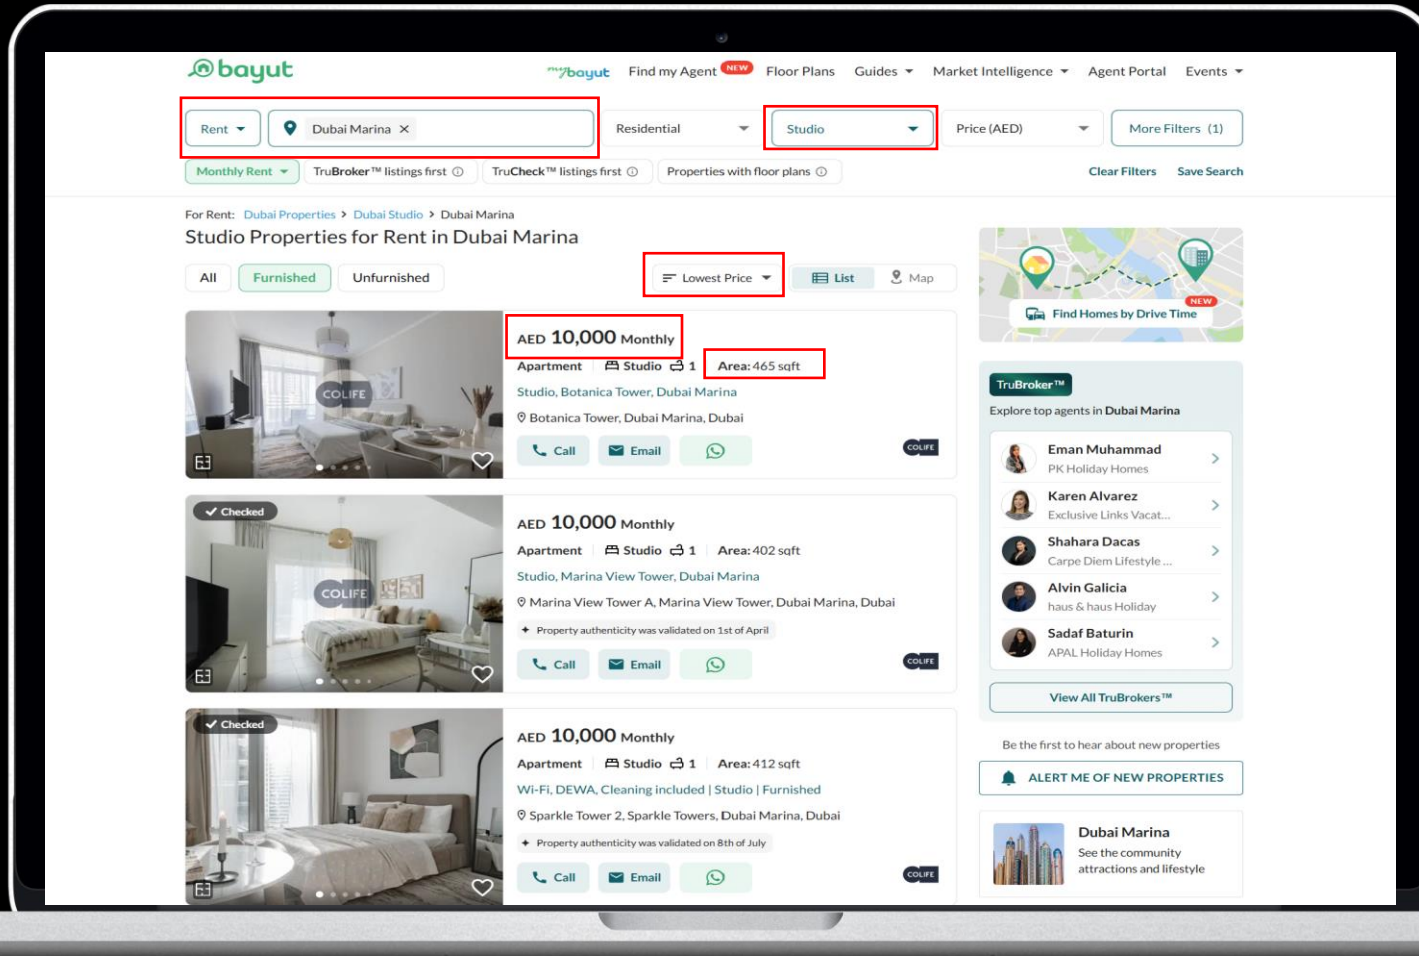 bayut
mybayut Find my Agent NEW Floor Plans Guides Market Intelligence Agent Portal Events
Rent Dubai Marina × Residential Studio Price (AED) More Filters (1)
Monthly Rent TruBroker™ listings first TruCheck™ listings first Properties with floor plans Clear Filters Save Search
For Rent: Dubai Properties > Dubai Studio > Dubai Marina
Studio Properties for Rent in Dubai Marina
All Furnished Unfurnished Lowest Price List Map
AED 10,000 Monthly
Apartment Studio 1 Area: 465 sqft
Studio, Botanica Tower, Dubai Marina
Botanica Tower, Dubai Marina, Dubai
Call Email
COLIFE
COLIFE
Checked
AED 10,000 Monthly
Apartment Studio 1 Area: 402 sqft
Studio, Marina View Tower, Dubai Marina
Marina View Tower A, Marina View Tower, Dubai Marina, Dubai
Property authenticity was validated on 1st of April
Call Email
COLIFE
COLIFE
Checked
AED 10,000 Monthly
Apartment Studio 1 Area: 412 sqft
Wi-Fi, DEWA, Cleaning included | Studio | Furnished
Sparkle Tower 2, Sparkle Towers, Dubai Marina, Dubai
Property authenticity was validated on 8th of July
Call Email
COLIFE
NEW
Find Homes by Drive Time
TruBroker™
Explore top agents in Dubai Marina
Eman Muhammad
PK Holiday Homes
Karen Alvarez
Exclusive Links Vacat...
Shahara Dacas
Carpe Diem Lifestyle ...
Alvin Galicia
haus & haus Holiday
Sadaf Baturin
APAL Holiday Homes
View All TruBrokers™
Be the first to hear about new properties
ALERT ME OF NEW PROPERTIES
Dubai Marina
See the community
attractions and lifestyle